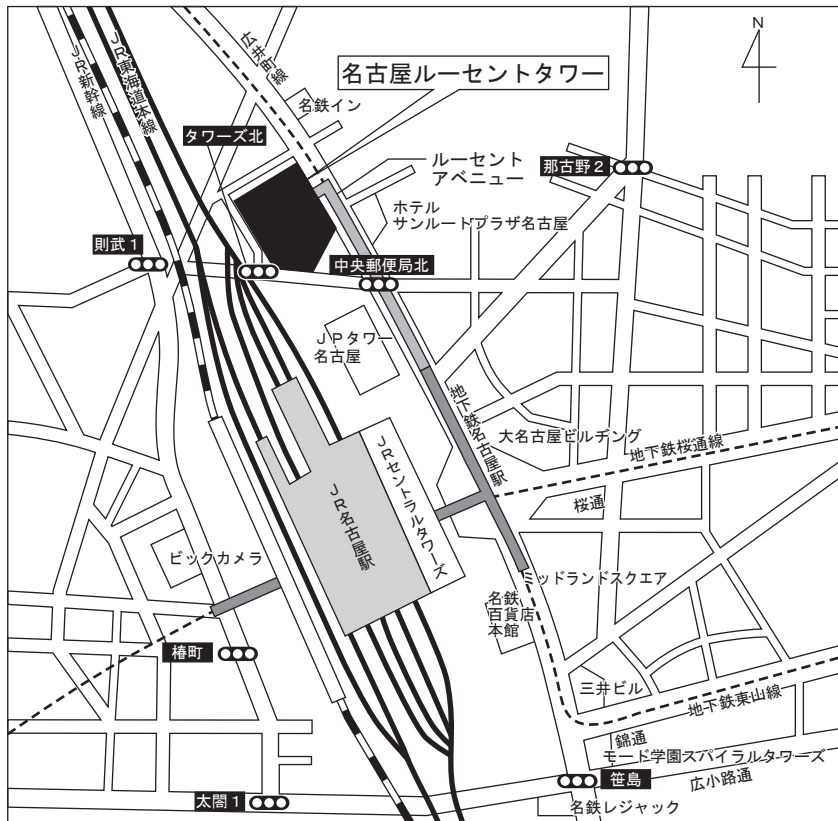 N
広井町線
JR東海道本線
JR新幹線
名古屋ルーセントタワー
名鉄イン
タワーズ北
ルーセント
アベニュー
那古野2
ホテル
サンルートプラザ名古屋
則武1
中央郵便局北
JPタワー
名古屋
地下鉄名古屋駅
大名古屋ビルヂング
地下鉄桜通線
JRセントラルタワーズ
JR名古屋駅
桜通
ビックカメラ
ミッドランドスクエア
名鉄
百貨店
本館
椿町
三井ビル
地下鉄東山線
錦通
モード学園スパイラルタワーズ
笹島
広小路通
太閤1
名鉄レジャック